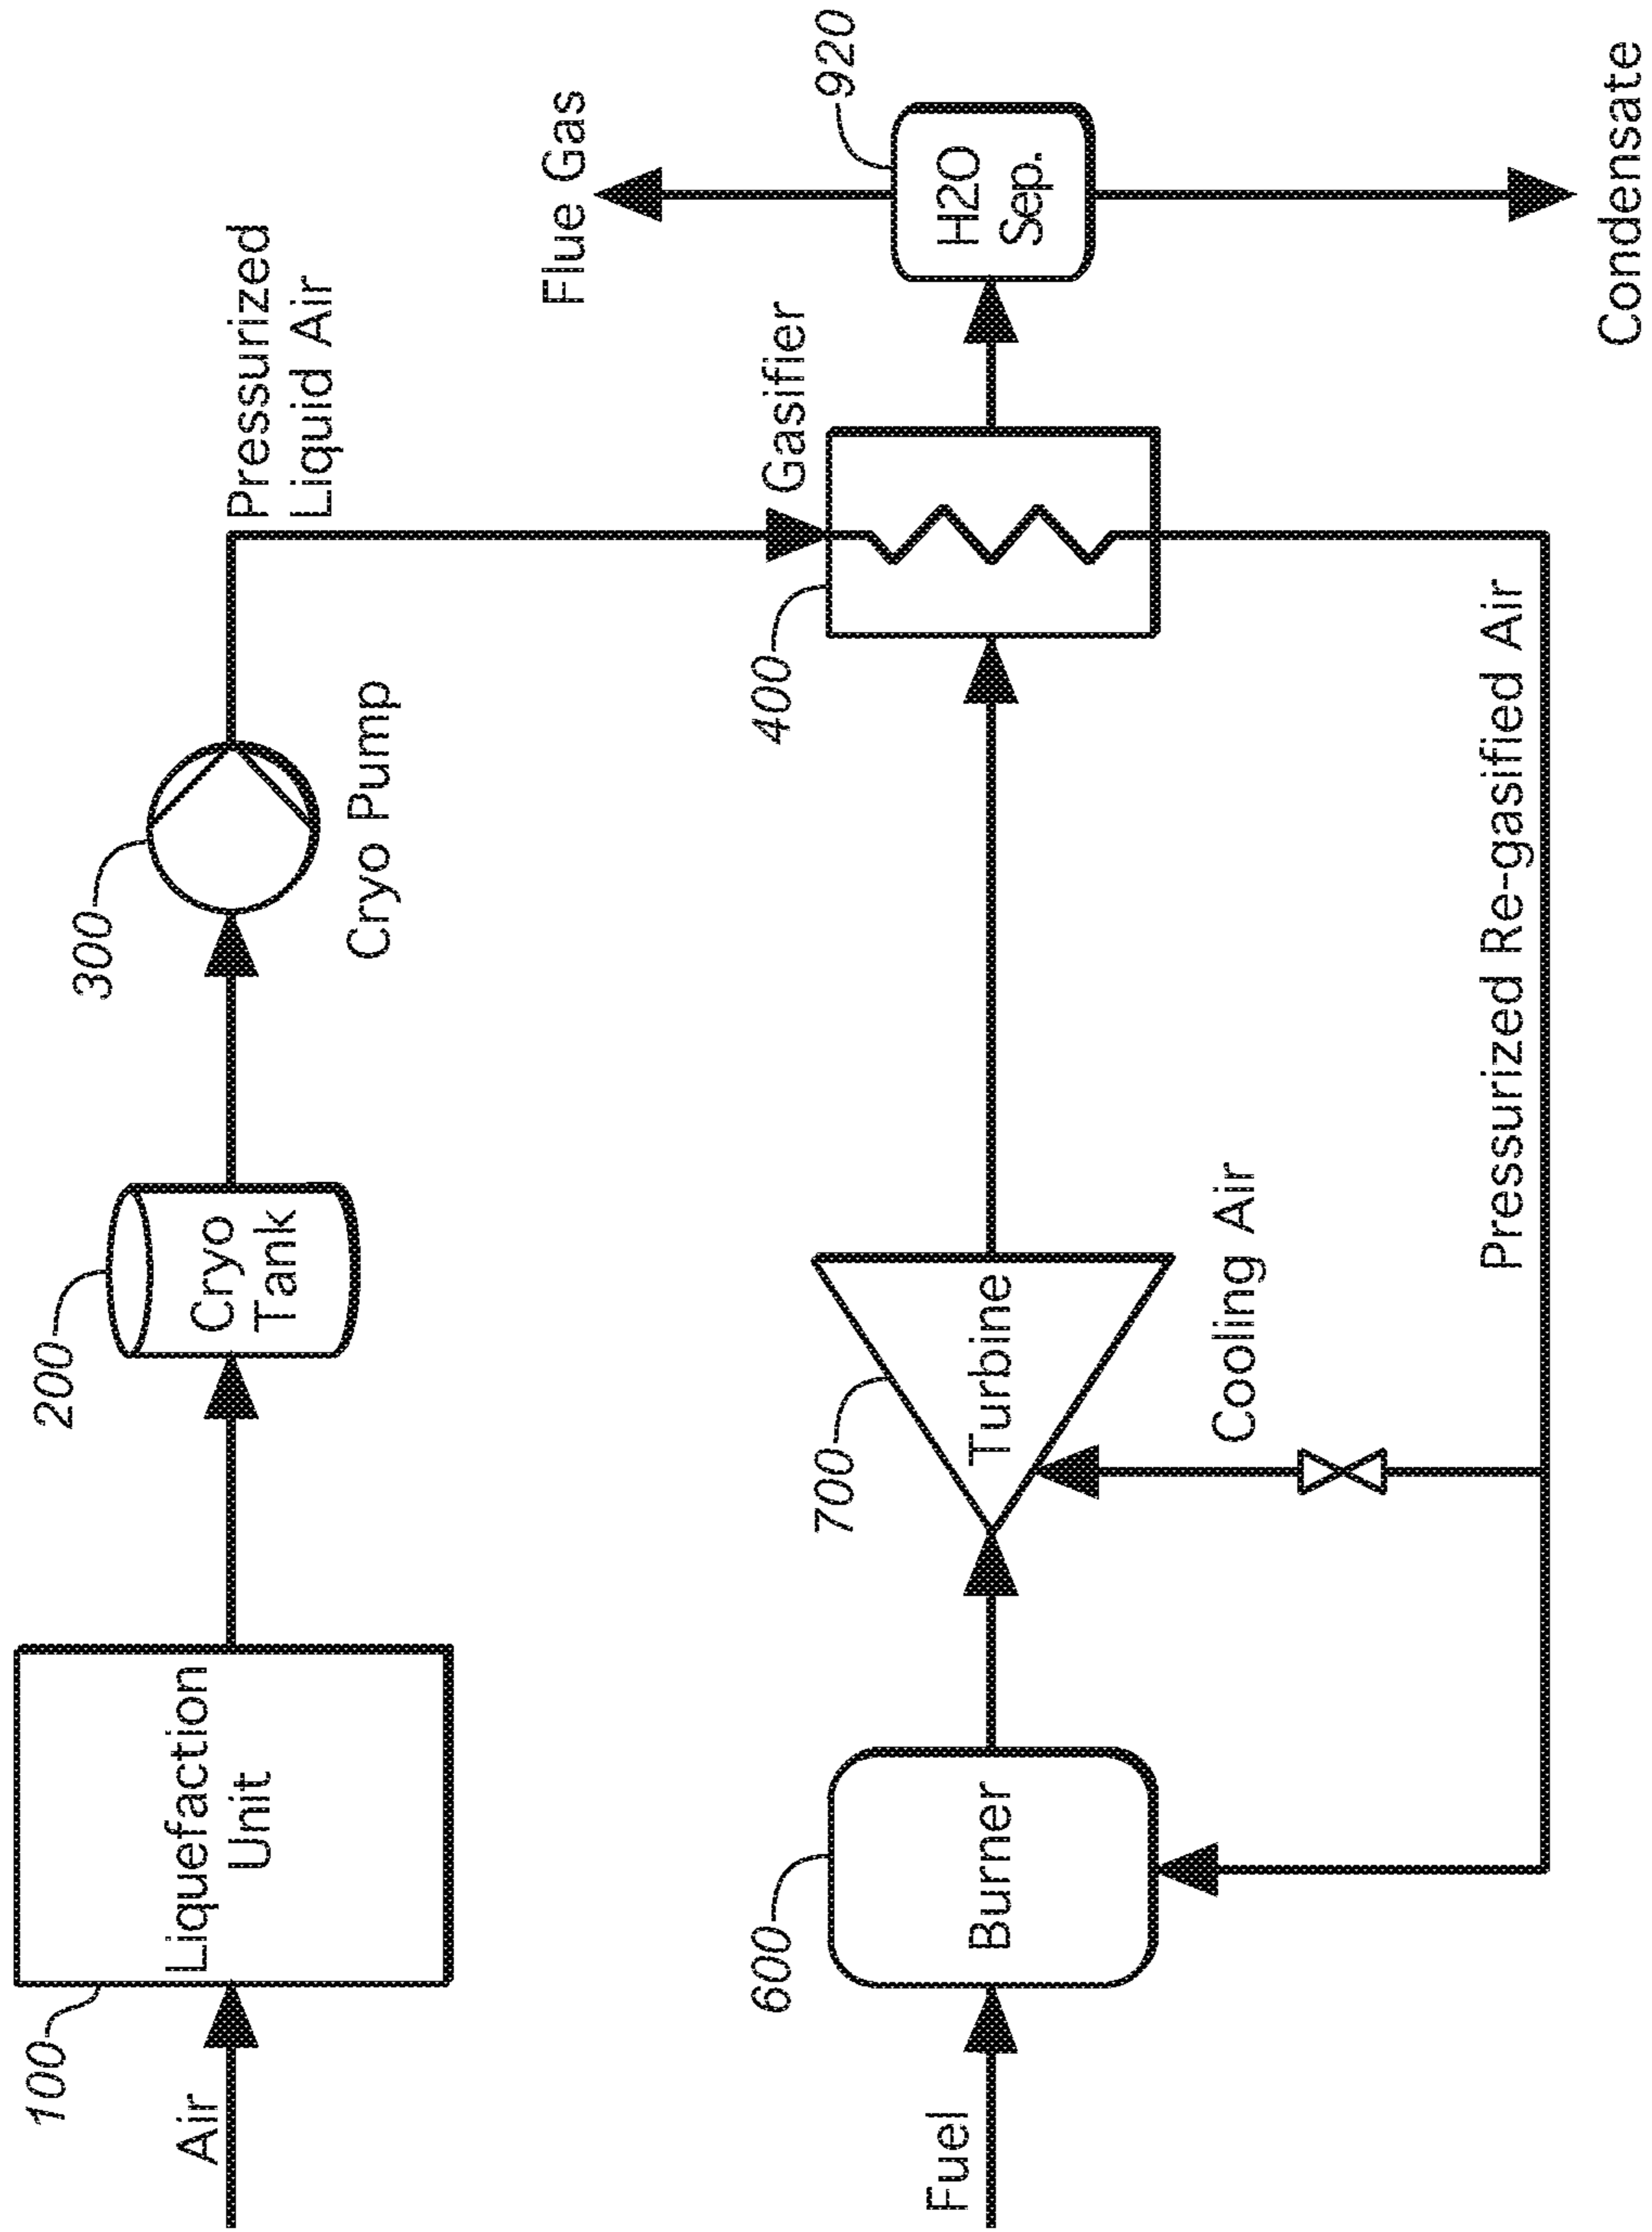 Air
100
Liquefaction
Unit
200
Cryo
Tank
300
Cryo Pump
Pressurized
Liquid Air
Fuel
600
Burner
700
Turbine
Cooling Air
400
Gasifier
Flue Gas
920
H2O
Sep.
Condensate
Pressurized Re-gasified Air